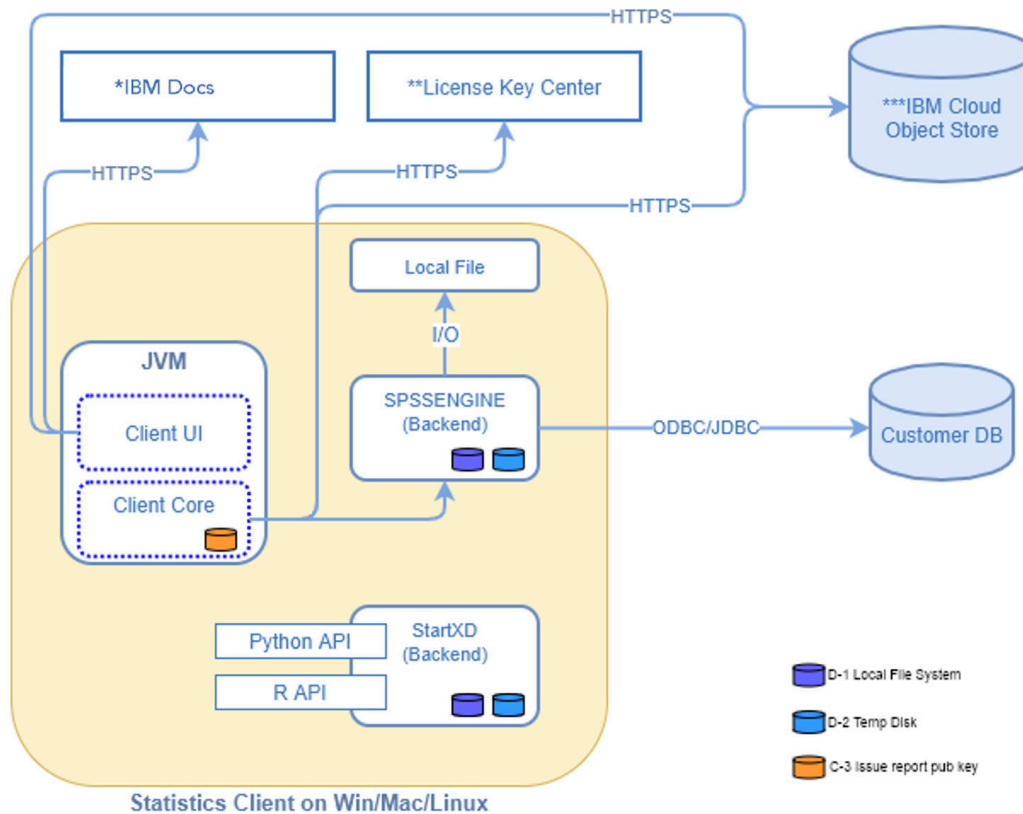 HTTPS
*IBM Docs
**License Key Center
***IBM Cloud
Object Store
HTTPS
HTTPS
HTTPS
Local File
I/O
JVM
SPSSENGINE
(Backend)
Client UI
ODBC/JDBC
Customer DB
Client Core
Python API
StartXD
(Backend)
R API
D-1 Local File System
D-2 Temp Disk
C-3 Issue report pub key
Statistics Client on Win/Mac/Linux